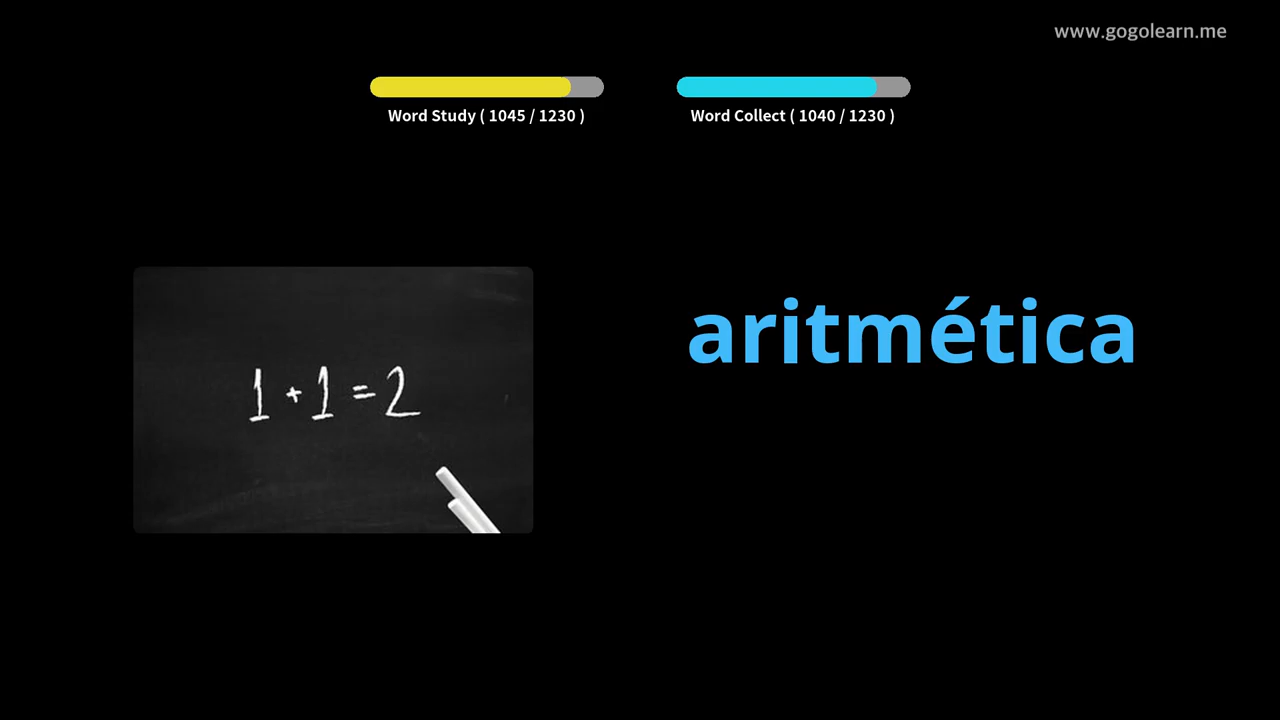 www.gogolearn.me
Word Study ( 1045 / 1230 )
Word Collect ( 1040 / 1230 )
aritmética
1 + 1 = 2